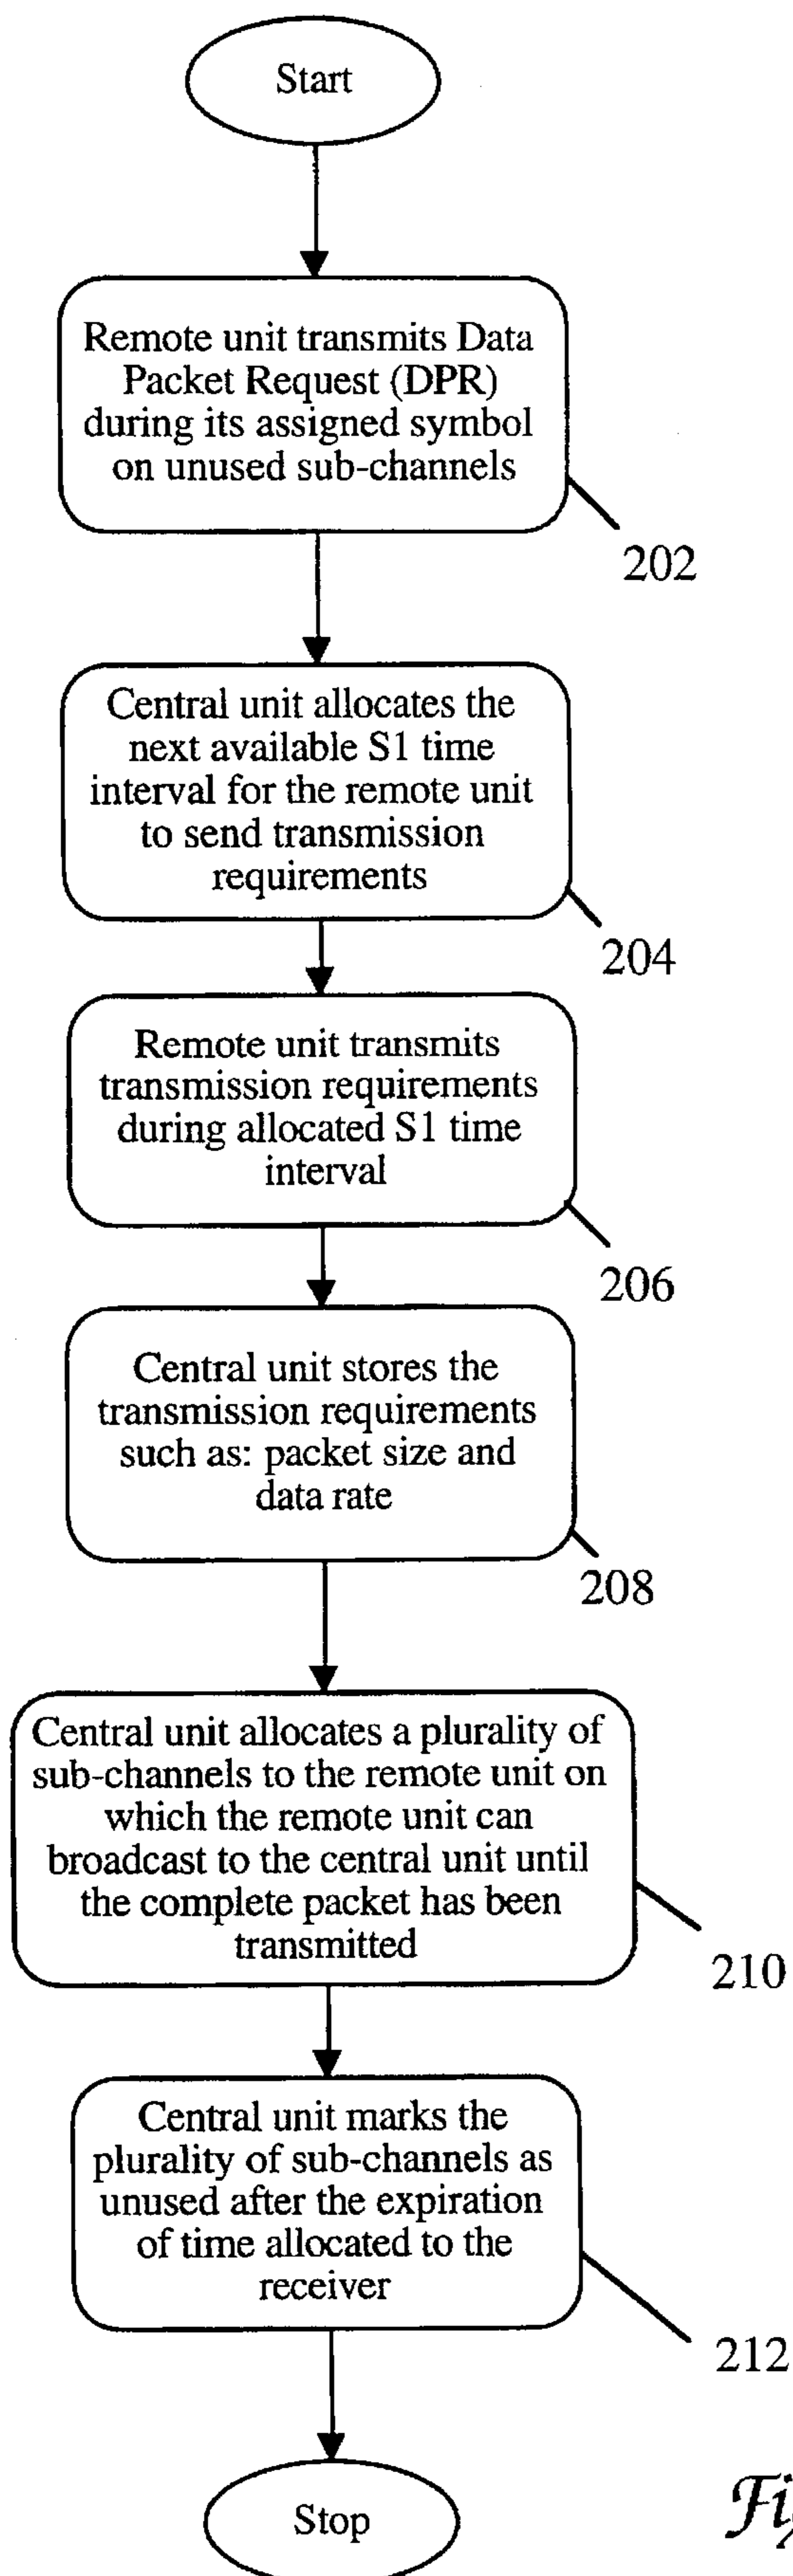 Start
Remote unit transmits Data
Packet Request (DPR)
during its assigned symbol
on unused sub-channels
202
Central unit allocates the
next available S1 time
interval for the remote unit
to send transmission
requirements
204
Remote unit transmits
transmission requirements
during allocated S1 time
interval
206
Central unit stores the
transmission requirements
such as: packet size and
data rate
208
Central unit allocates a plurality of
sub-channels to the remote unit on
which the remote unit can
broadcast to the central unit until
the complete packet has been
transmitted
210
Central unit marks the
plurality of sub-channels as
unused after the expiration
of time allocated to the
receiver
212
Stop